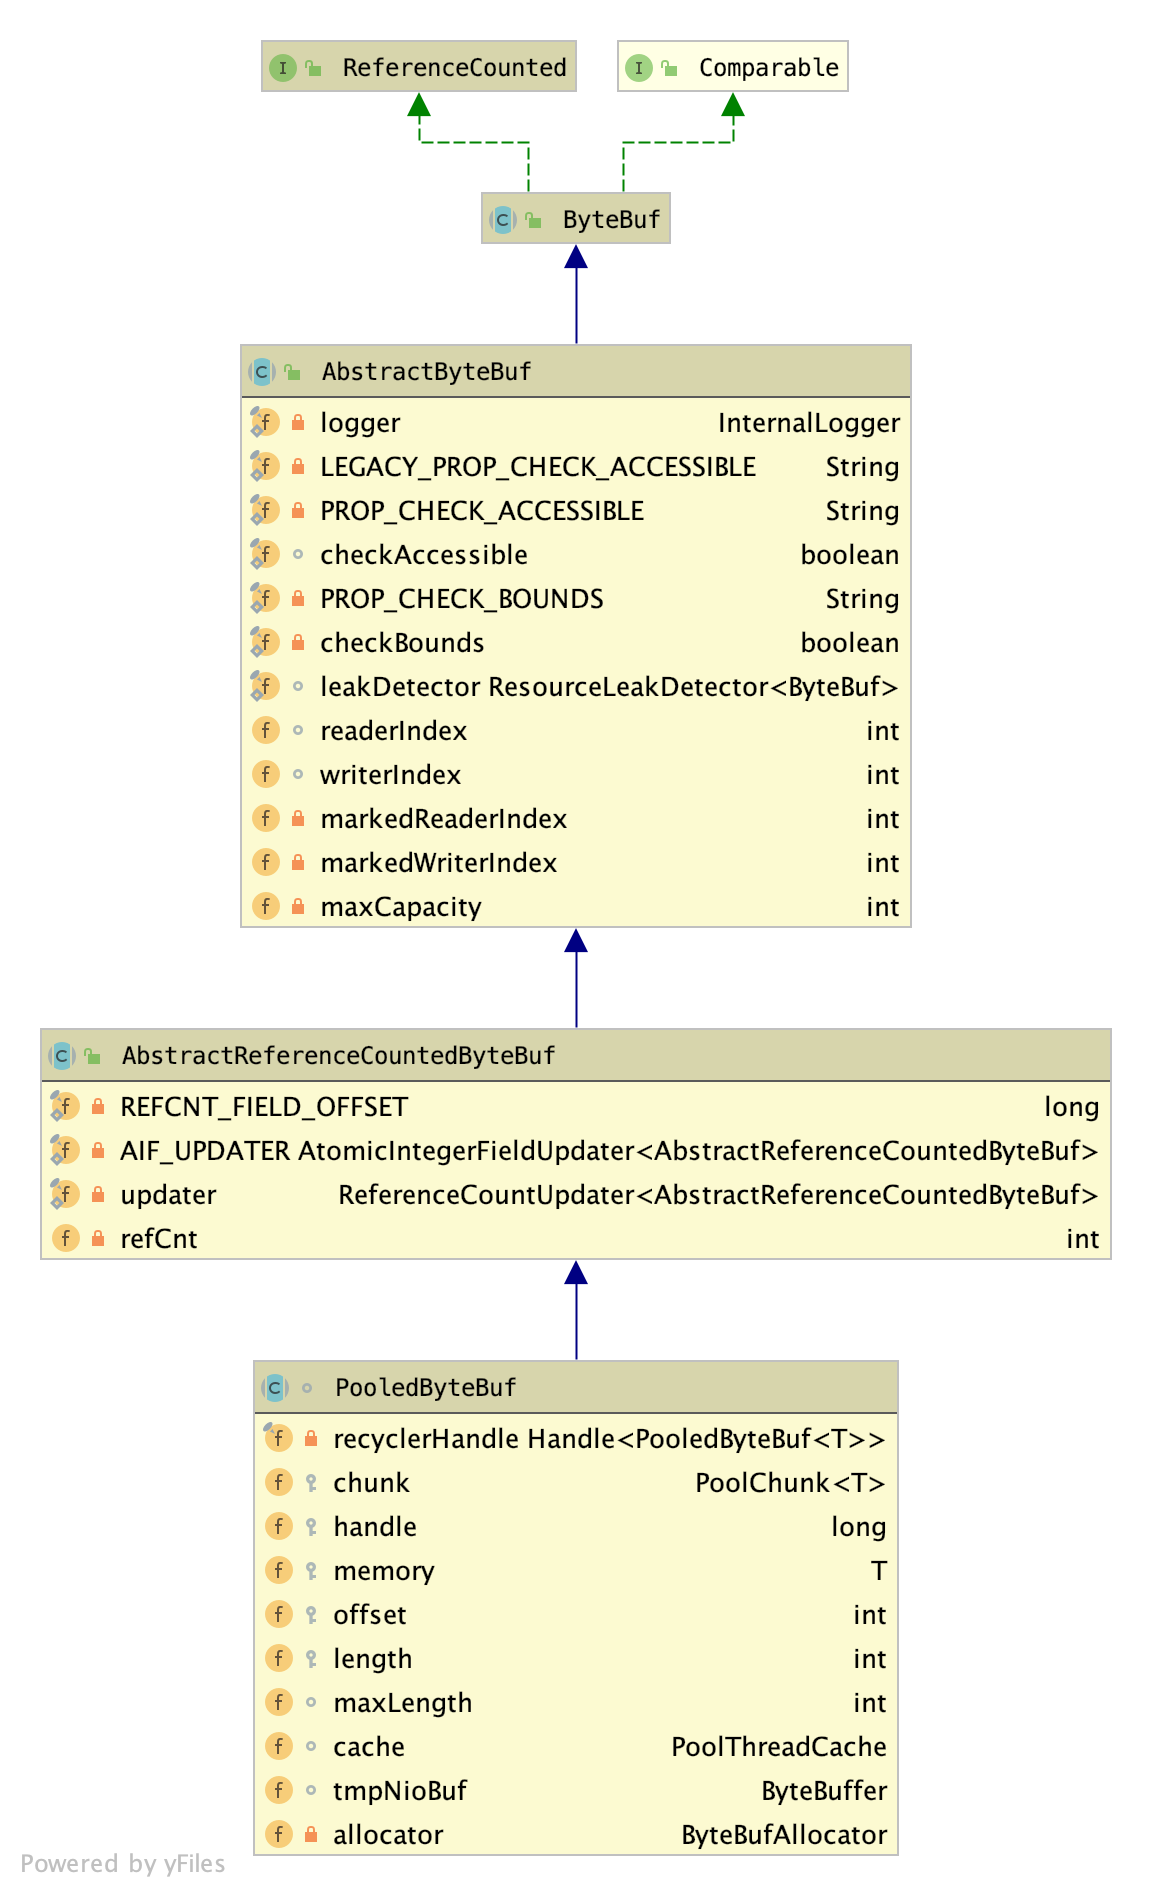 ReferenceCounted Comparable
ByteBuf
AbstractByteBuf
logger InternalLogger
LEGACY_PROP_CHECK_ACCESSIBLE String
PROP_CHECK_ACCESSIBLE String
checkAccessible boolean
PROP_CHECK_BOUNDS String
checkBounds boolean
leakDetector ResourceLeakDetector<ByteBuf>
readerIndex int
writerIndex int
markedReaderIndex int
markedWriterIndex int
maxCapacity int
AbstractReferenceCountedByteBuf
REFCNT_FIELD_OFFSET long
AIF_UPDATER AtomicIntegerFieldUpdater<AbstractReferenceCountedByteBuf>
updater ReferenceCountUpdater<AbstractReferenceCountedByteBuf>
refCnt int
PooledByteBuf
recyclerHandle Handle<PooledByteBuf<T>>
chunk PoolChunk<T>
handle long
memory T
offset int
length int
maxLength int
cache PoolThreadCache
tmpNioBuf ByteBuffer
allocator ByteBufAllocator
Powered by yFiles